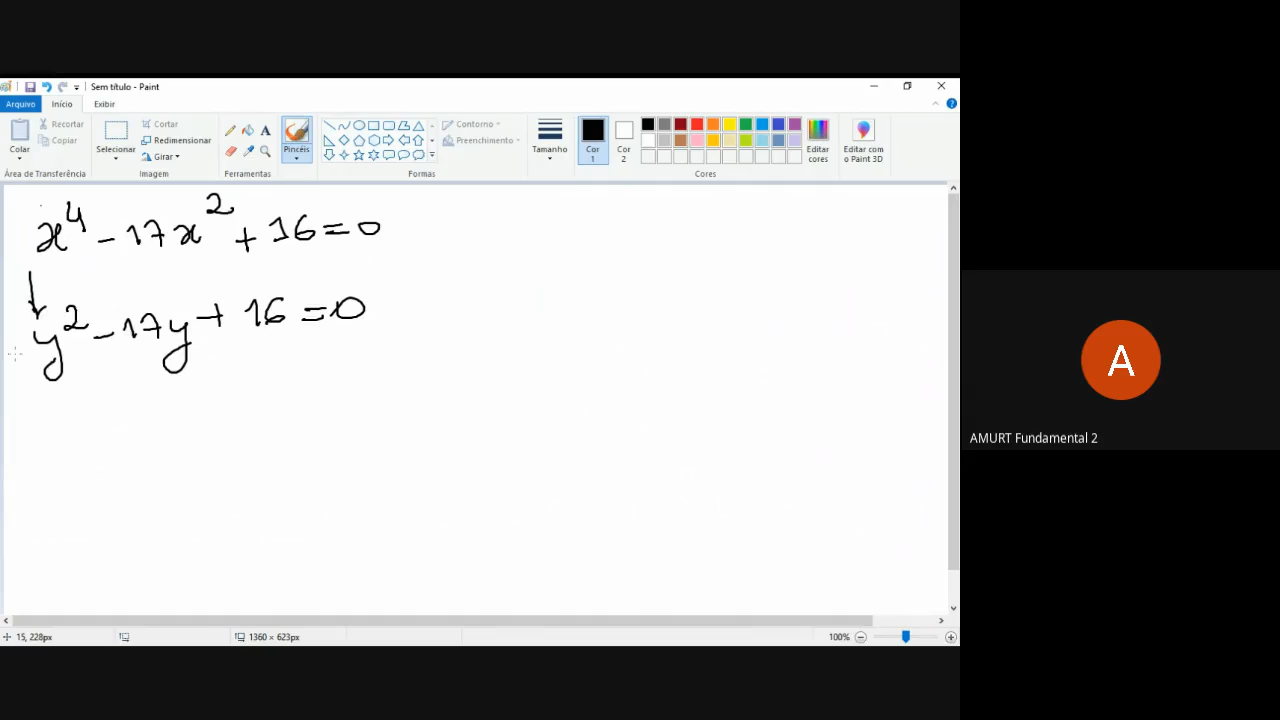 Sem título - Paint
Arquivo Início Exibir
Colar
Recortar
Copiar
Área de Transferência
Selecionar
Cortar
Redimensionar
Girar
Imagem
A
Ferramentas
Pincéis
Contorno
Preenchimento
Formas
Tamanho
Cor 1
Cor 2
Editar cores
Cores
Editar com o Paint 3D
x⁴ - 17x² + 16 = 0
y² - 17y + 16 = 0
A
AMURT Fundamental 2
15, 228px
1360 × 623px
100%